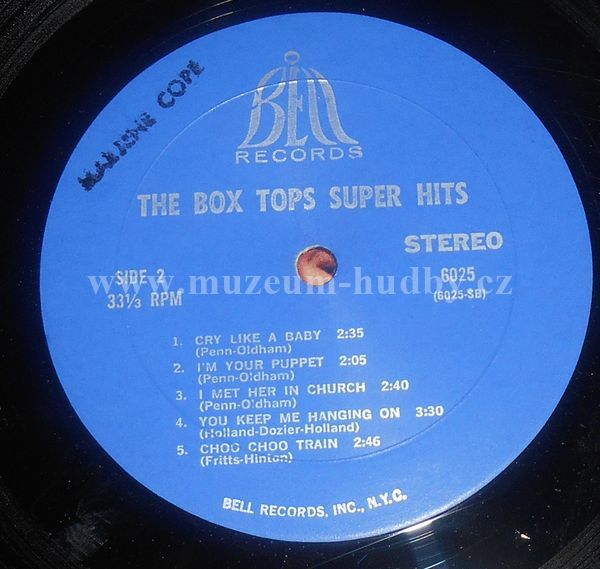 MARLENE COPE
BELL
RECORDS
THE BOX TOPS SUPER HITS
STEREO
SIDE 2
33⅓ RPM
6025
(6025-SB)
www.muzeum-hudby.cz
1. CRY LIKE A BABY 2:35
(Penn-Oldham)
2. I'M YOUR PUPPET 2:05
(Penn-Oldham)
3. I MET HER IN CHURCH 2:40
(Penn-Oldham)
4. YOU KEEP ME HANGING ON 3:30
(Holland-Dozier-Holland)
5. CHOO CHOO TRAIN 2:46
(Fritts-Hinton)
BELL RECORDS, INC., N.Y.C.